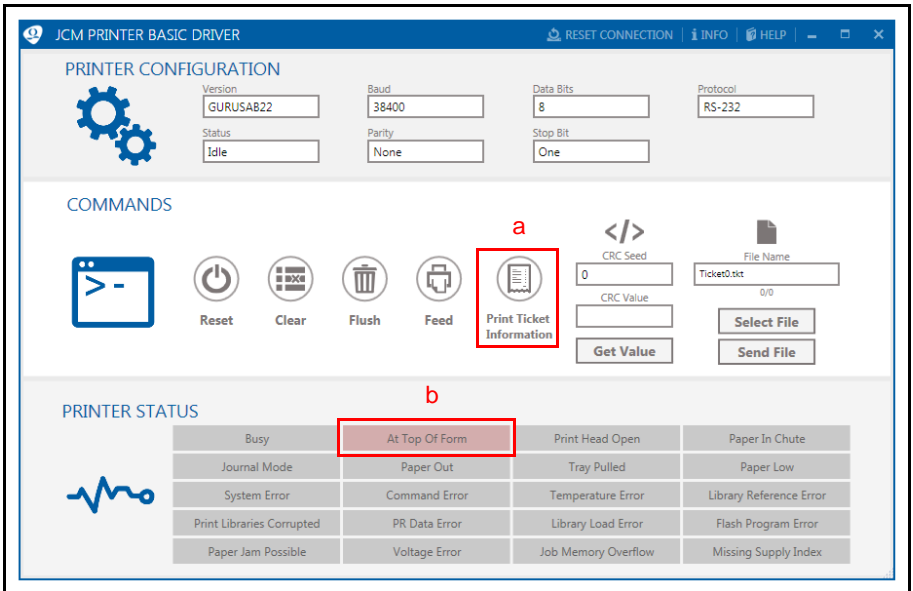 JCM PRINTER BASIC DRIVER
RESET CONNECTION
INFO
HELP
PRINTER CONFIGURATION
Version
GURUSAB22
Baud
38400
Data Bits
8
Protocol
RS-232
Status
Idle
Parity
None
Stop Bit
One
COMMANDS
a
Reset
Clear
Flush
Feed
Print Ticket
Information
</>
CRC Seed
0
CRC Value
Get Value
File Name
Ticket0.tkt
0/0
Select File
Send File
b
PRINTER STATUS
Busy
At Top Of Form
Print Head Open
Paper In Chute
Journal Mode
Paper Out
Tray Pulled
Paper Low
System Error
Command Error
Temperature Error
Library Reference Error
Print Libraries Corrupted
PR Data Error
Library Load Error
Flash Program Error
Paper Jam Possible
Voltage Error
Job Memory Overflow
Missing Supply Index